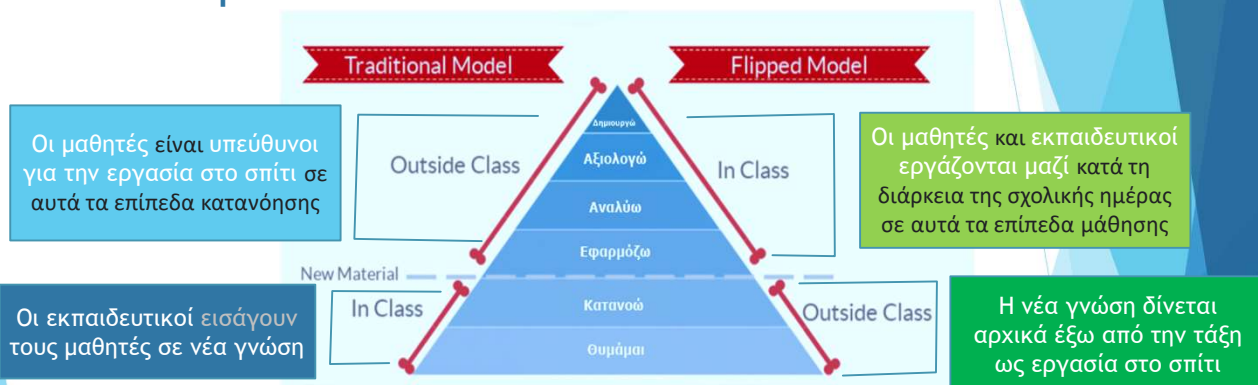 Traditional Model
Flipped Model
Οι μαθητές είναι υπεύθυνοι
για την εργασία στο σπίτι σε
αυτά τα επίπεδα κατανόησης
Outside Class
Δημιουργώ
Αξιολογώ
Αναλύω
Εφαρμόζω
In Class
Οι μαθητές και εκπαιδευτικοί
εργάζονται μαζί κατά τη
διάρκεια της σχολικής ημέρας
σε αυτά τα επίπεδα μάθησης
New Material
Οι εκπαιδευτικοί εισάγουν
τους μαθητές σε νέα γνώση
In Class
Κατανοώ
Θυμάμαι
Outside Class
Η νέα γνώση δίνεται
αρχικά έξω από την τάξη
ως εργασία στο σπίτι